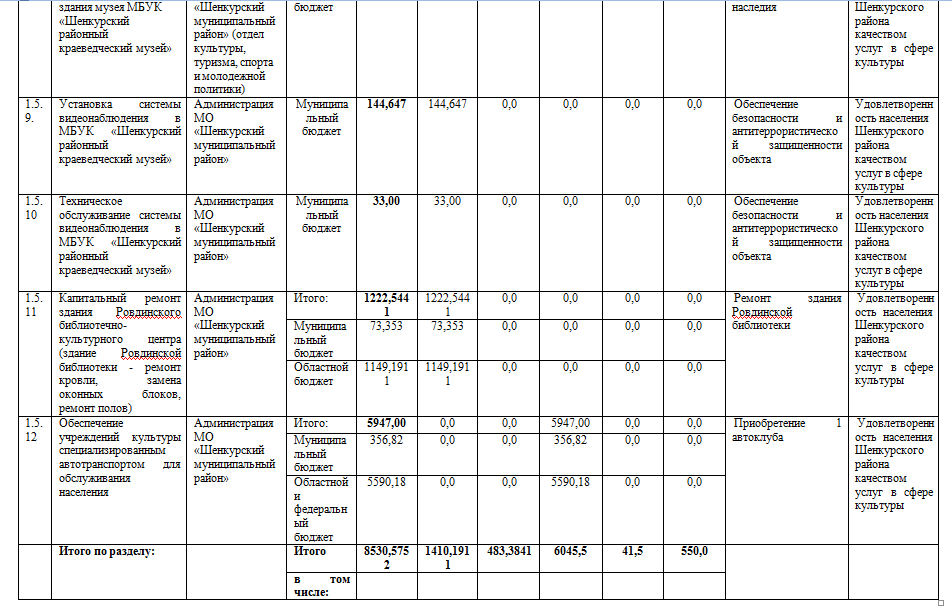 здания музея МБУК «Шенкурский районный краеведческий музей»
«Шенкурский муниципальный район» (отдел культуры, туризма, спорта и молодежной политики)
бюджет
наследия
Шенкурского района качеством услуг в сфере культуры
1.5.9.
Установка системы видеонаблюдения в МБУК «Шенкурский районный краеведческий музей»
Администрация МО «Шенкурский муниципальный район»
Муниципальный бюджет
144,647
144,647
0,0
0,0
0,0
0,0
Обеспечение безопасности и антитеррористической защищенности объекта
Удовлетворенность населения Шенкурского района качеством услуг в сфере культуры
1.5.10
Техническое обслуживание системы видеонаблюдения в МБУК «Шенкурский районный краеведческий музей»
Администрация МО «Шенкурский муниципальный район»
Муниципальный бюджет
33,00
33,00
0,0
0,0
0,0
0,0
Обеспечение безопасности и антитеррористической защищенности объекта
Удовлетворенность населения Шенкурского района качеством услуг в сфере культуры
1.5.11
Капитальный ремонт здания Ровдинского библиотечно-культурного центра (здание Ровдинской библиотеки - ремонт кровли, замена оконных блоков, ремонт полов)
Администрация МО «Шенкурский муниципальный район»
Итого:
1222,5441
1222,5441
0,0
0,0
0,0
0,0
Муниципальный бюджет
73,353
73,353
0,0
0,0
0,0
0,0
Областной бюджет
1149,1911
1149,1911
0,0
0,0
0,0
0,0
Ремонт здания Ровдинской библиотеки
Удовлетворенность населения Шенкурского района качеством услуг в сфере культуры
1.5.12
Обеспечение учреждений культуры специализированным автотранспортом для обслуживания населения
Администрация МО «Шенкурский муниципальный район»
Итого:
5947,00
0,0
0,0
5947,00
0,0
0,0
Муниципальный бюджет
356,82
0,0
0,0
356,82
0,0
0,0
Областной и федеральный бюджет
5590,18
0,0
0,0
5590,18
0,0
0,0
Приобретение 1 автоклуба
Удовлетворенность населения Шенкурского района качеством услуг в сфере культуры
Итого по разделу:
Итого
8530,5752
1410,1911
483,3841
6045,5
41,5
550,0
в том числе: